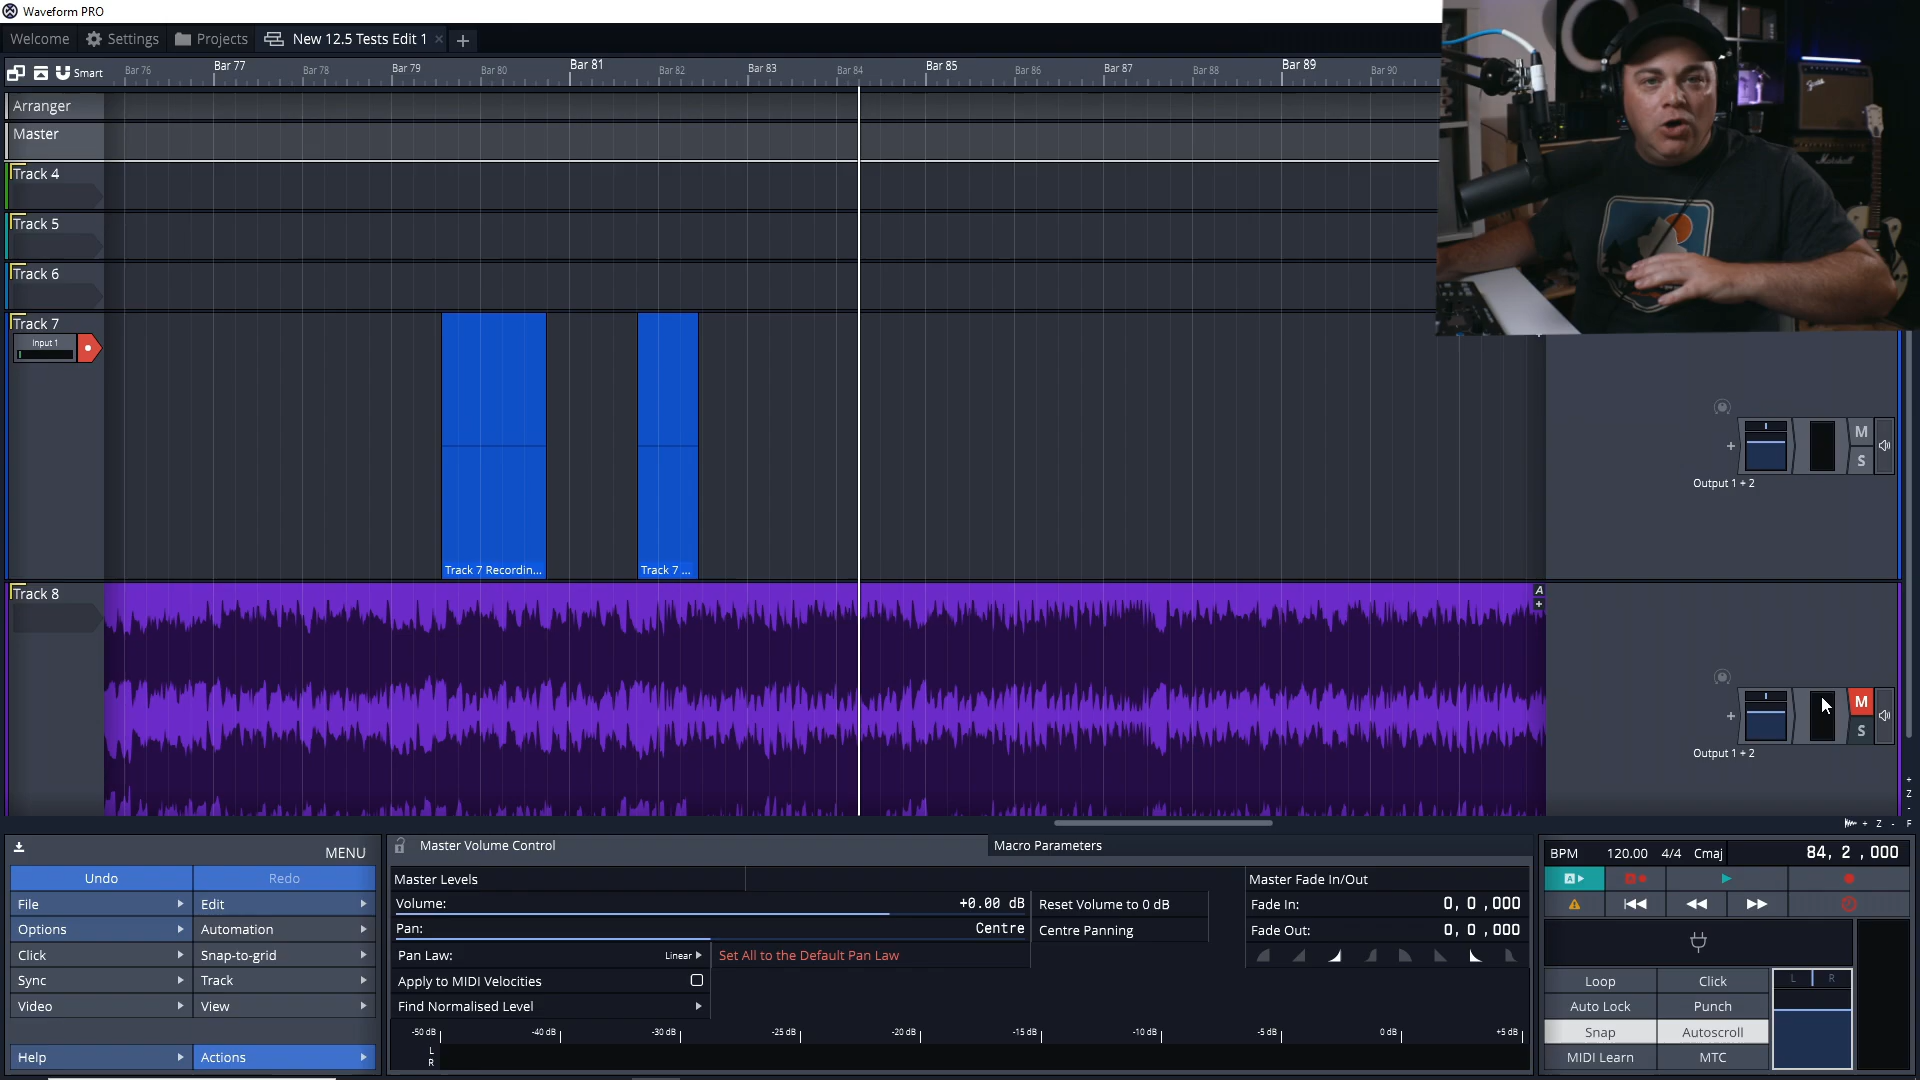 Waveform PRO
Welcome Settings Projects New 12.5 Tests Edit 1
Smart Bar 76 Bar 77 Bar 78 Bar 79 Bar 80 Bar 81 Bar 82 Bar 83 Bar 84 Bar 85 Bar 86 Bar 87 Bar 88 Bar 89 Bar 90
Arranger
Master
Track 4
Track 5
Track 6
Track 7
Input 1
M
S
Output 1 + 2
Track 7 Recordin... Track 7 ...
Track 8
A
M
S
Output 1 + 2
Z
MENU
Undo Redo
File Edit
Options Automation
Click Snap-to-grid
Sync Track
Video View
Help Actions
Master Volume Control Macro Parameters
Master Levels
Volume: +0.00 dB Reset Volume to 0 dB
Pan: Centre Centre Panning
Pan Law: Linear Set All to the Default Pan Law
Apply to MIDI Velocities
Find Normalised Level
Master Fade In/Out
Fade In: 0, 0 ,000
Fade Out: 0, 0 ,000
-50 dB -40 dB -30 dB -25 dB -20 dB -15 dB -10 dB -5 dB 0 dB +5 dB
L
R
+ Z - F
BPM 120.00 4/4 Cmaj 84, 2 ,000
A
Loop Click
Auto Lock Punch
Snap Autoscroll
MIDI Learn MTC
L R
Fender
Marshall